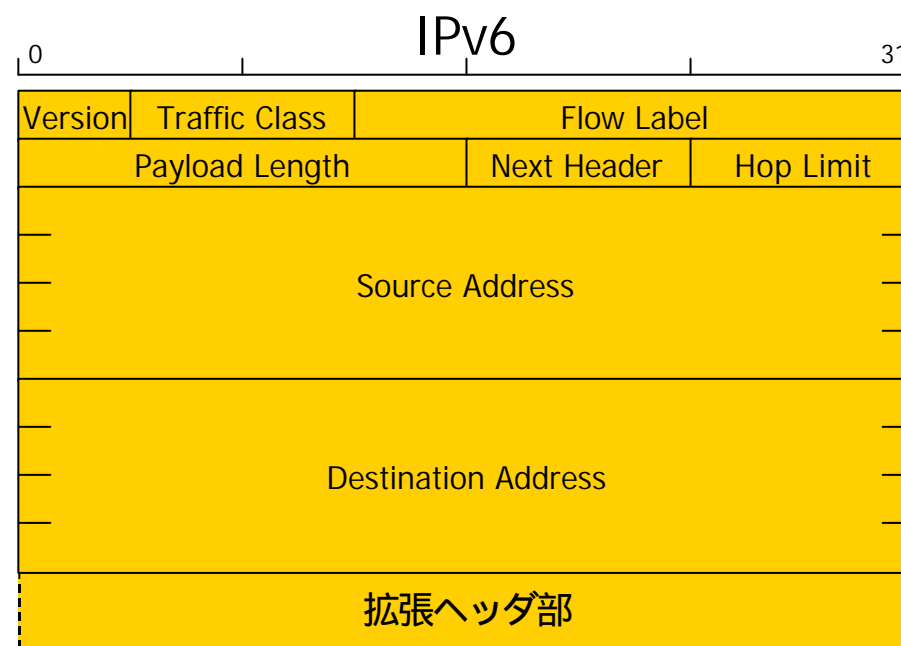 IPv6
0 31
Version Traffic Class Flow Label
Payload Length Next Header Hop Limit
Source Address
Destination Address
拡張ヘッダ部